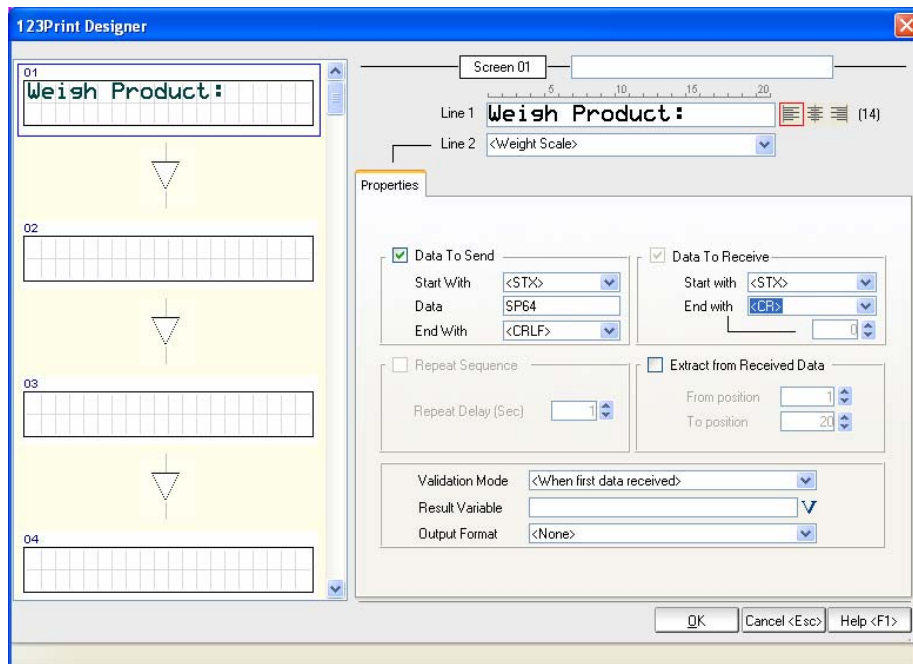 123Print Designer
01
Weigh Product:
02
03
04
Screen 01
5, 10, 15, 20,
Line 1 Weigh Product: (14)
Line 2 <Weight Scale>
Properties
Data To Send
Start With <STX>
Data SP64
End With <CRLF>
Data To Receive
Start with <STX>
End with <CR>
0
Repeat Sequence
Repeat Delay (Sec) 1
Extract from Received Data
From position 1
To position 20
Validation Mode <When first data received>
Result Variable V
Output Format <None>
OK Cancel <Esc> Help <F1>